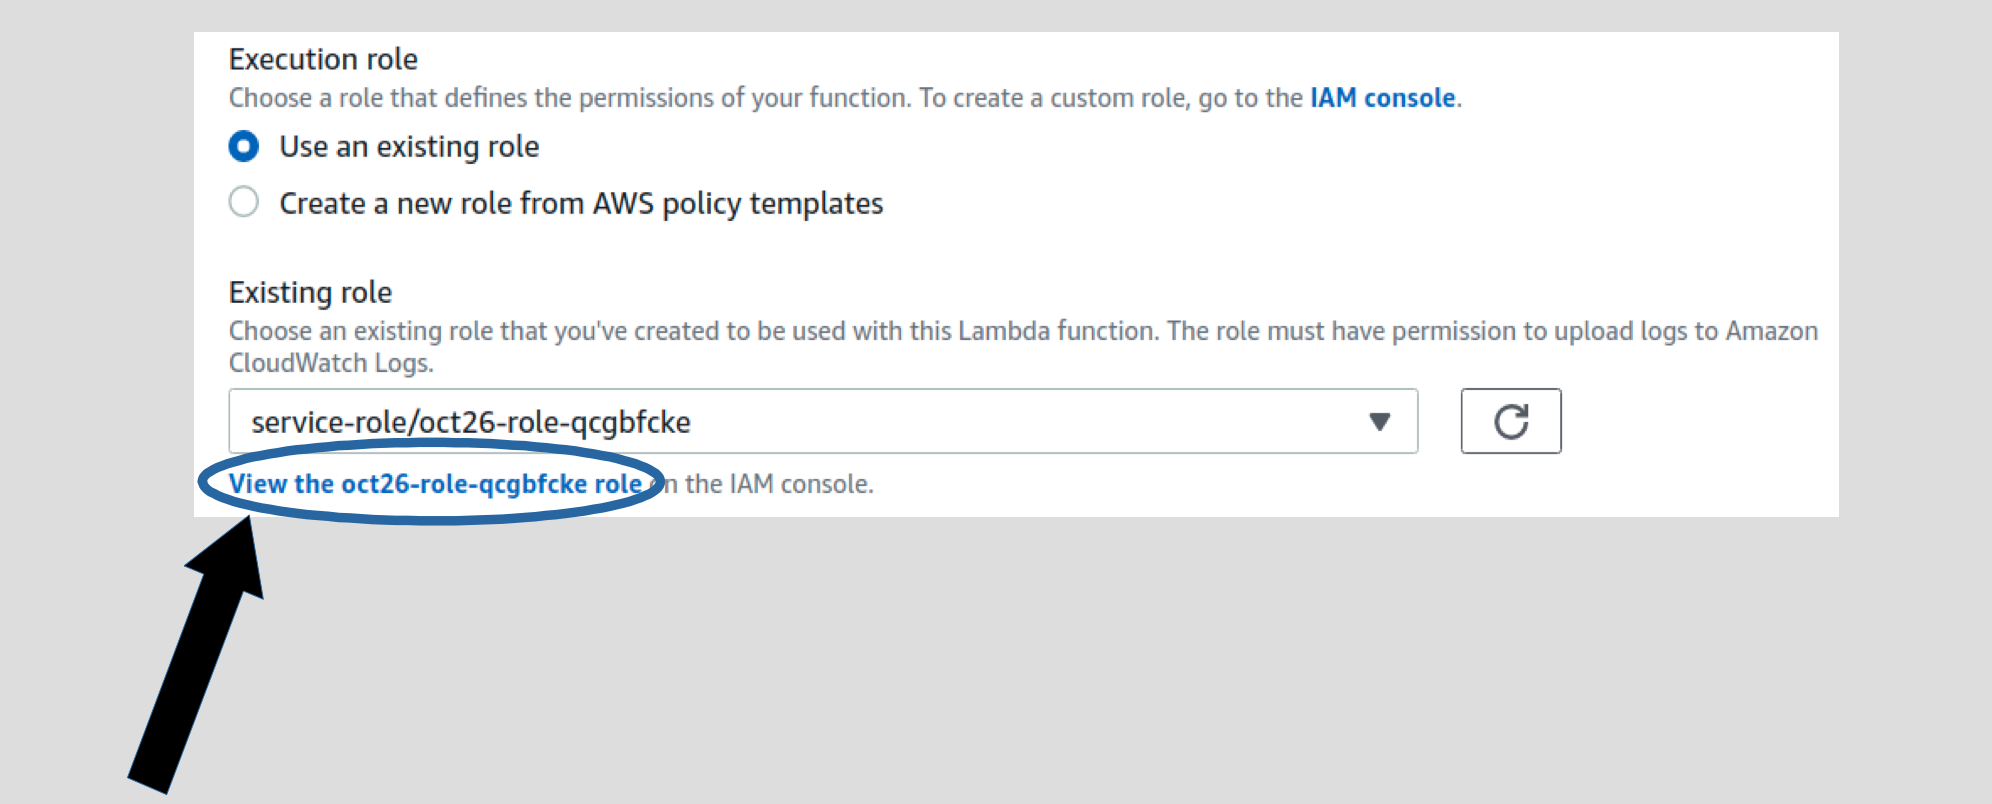 Execution role
Choose a role that defines the permissions of your function. To create a custom role, go to the IAM console.
Use an existing role
Create a new role from AWS policy templates
Existing role
Choose an existing role that you've created to be used with this Lambda function. The role must have permission to upload logs to Amazon
CloudWatch Logs.
service-role/oct26-role-qcgbfcke
View the oct26-role-qcgbfcke role on the IAM console.